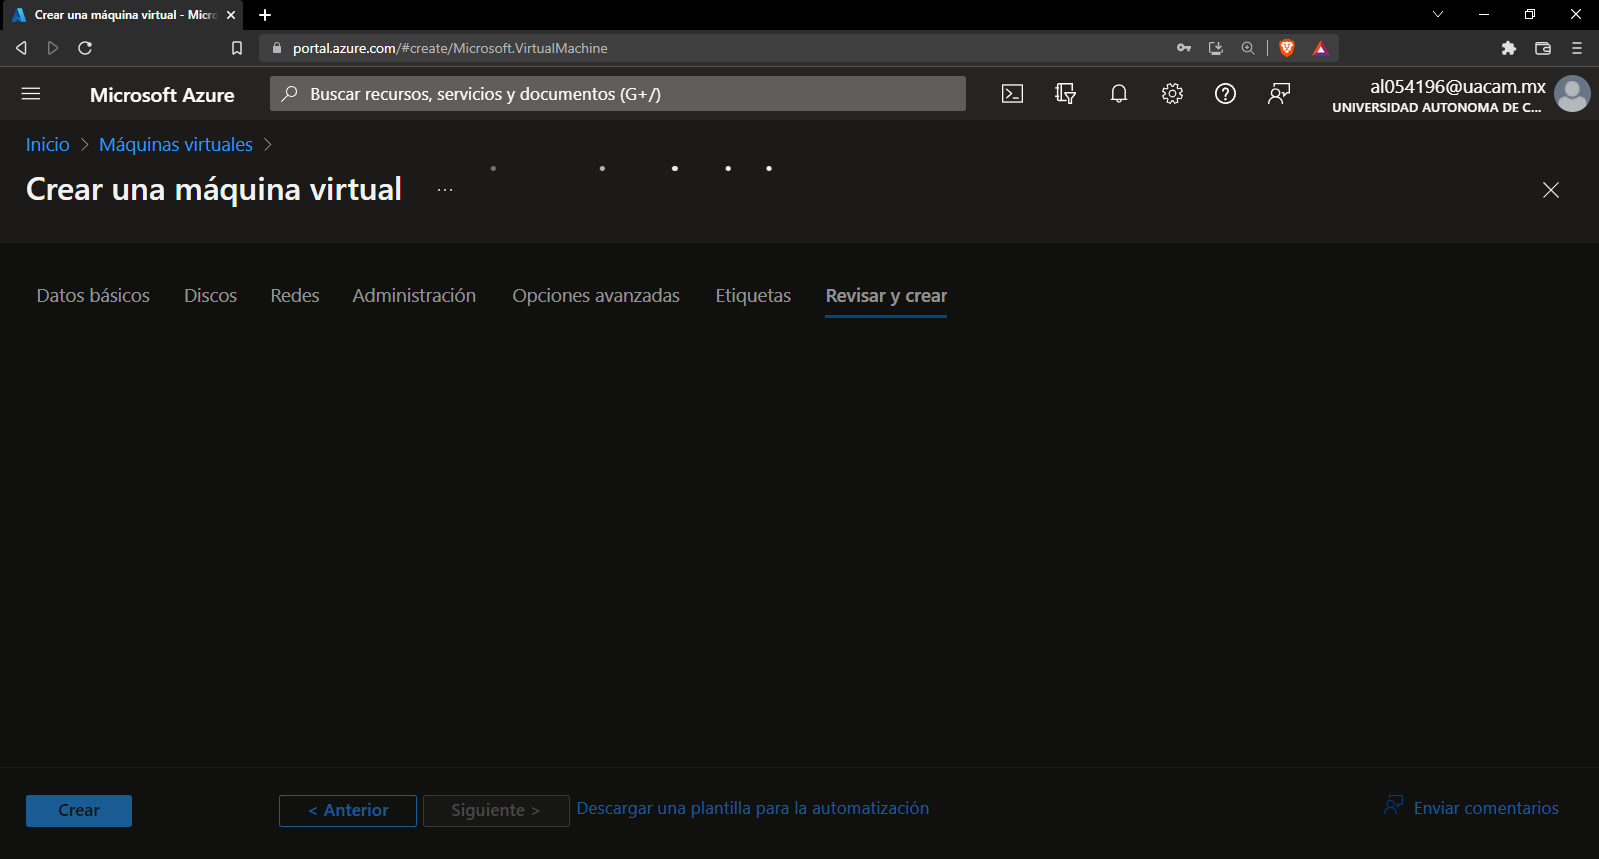 Crear una máquina virtual - Micro
portal.azure.com/#create/Microsoft.VirtualMachine
Microsoft Azure
Buscar recursos, servicios y documentos (G+/)
al054196@uacam.mx
UNIVERSIDAD AUTONOMA DE C...
Inicio > Máquinas virtuales >
Crear una máquina virtual ...
Datos básicos Discos Redes Administración Opciones avanzadas Etiquetas Revisar y crear
Crear < Anterior Siguiente > Descargar una plantilla para la automatización Enviar comentarios